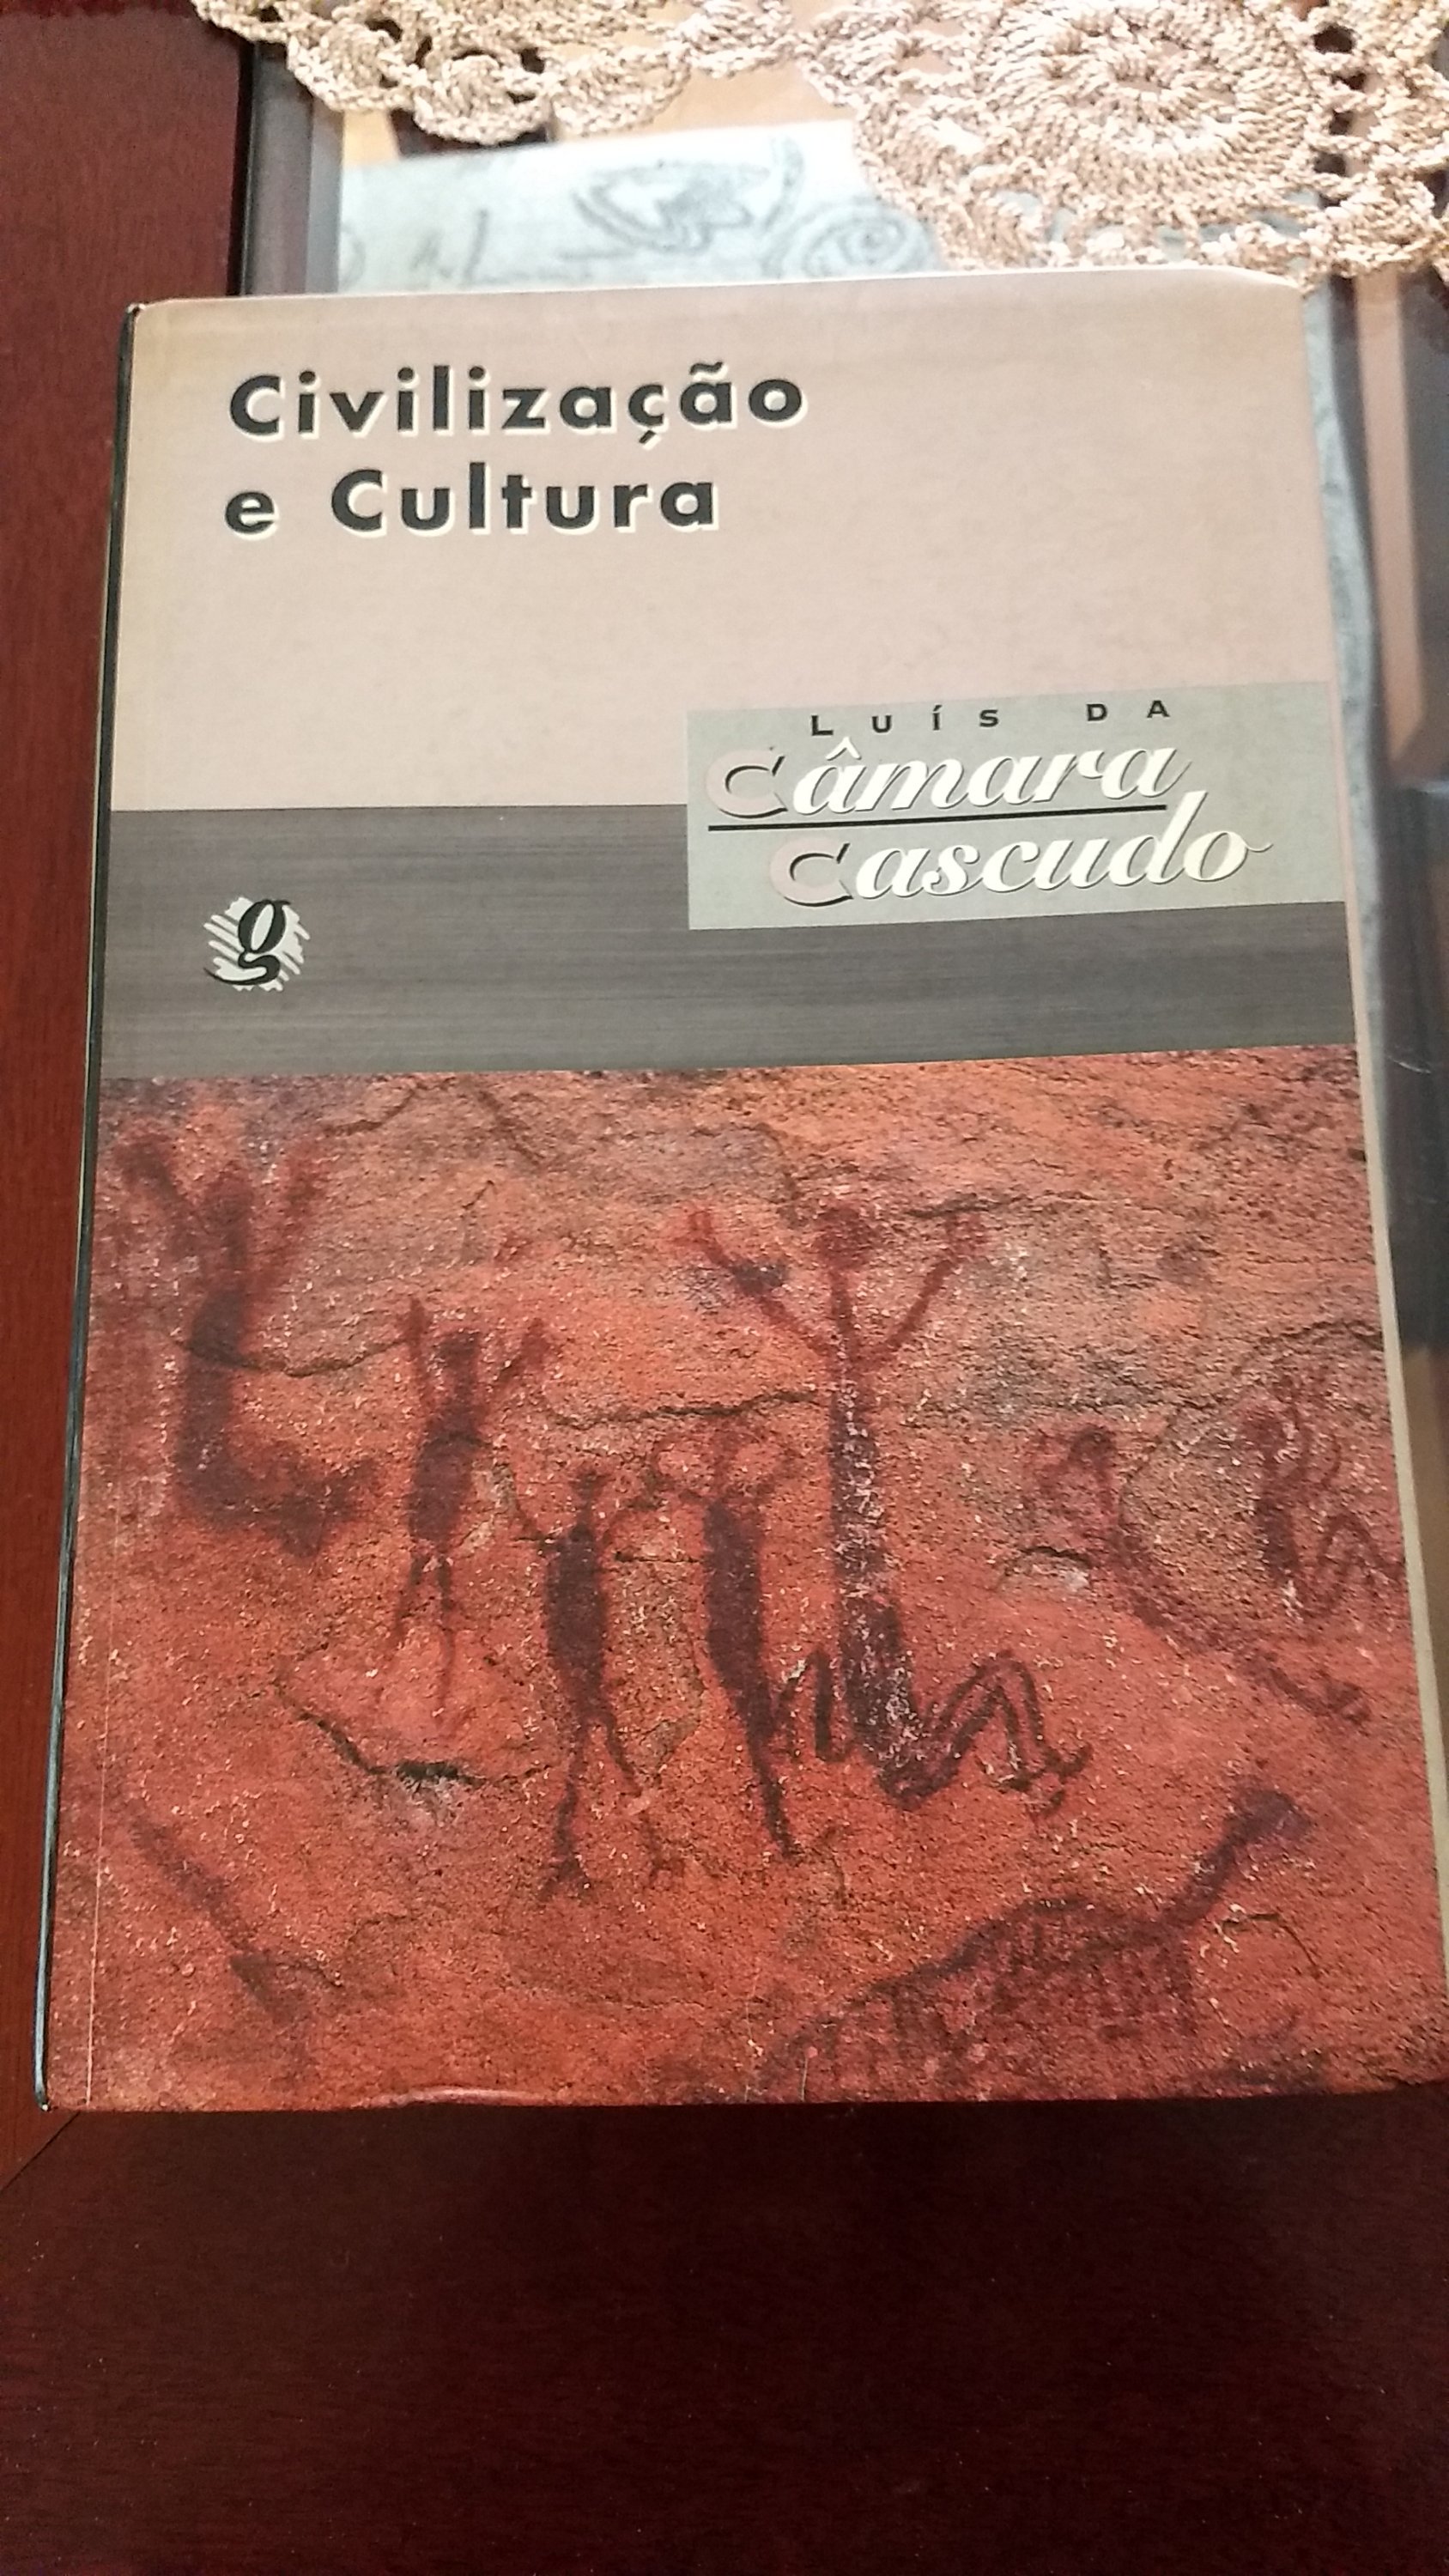 Civilização
e Cultura
Luís DA
Câmara
Cascudo
g